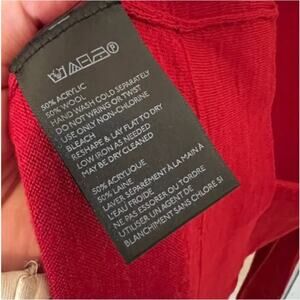 50% ACRYLIC
50% WOOL
HAND WASH COLD SEPARATELY
DO NOT WRING OR TWIST
USE ONLY NON-CHLORINE
BLEACH
RESHAPE & LAY FLAT TO DRY
LOW IRON AS NEEDED
MAY BE DRY CLEANED
50% ACRYLIQUE
50% LAINE
LAVER SÉPARÉMENT À LA MAIN À
L'EAU FROIDE
NE PAS ESSORER OU TORDRE
UTILISER UN AGENT DE
BLANCHIMENT SANS CHLORE SI